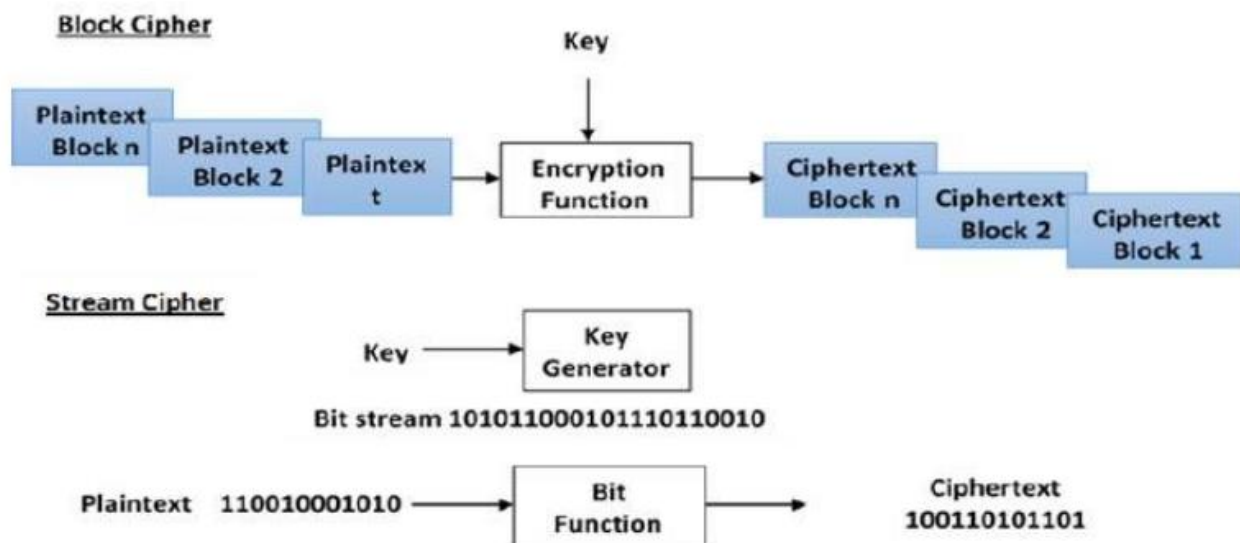 Block Cipher
Key
Plaintext
Block n
Plaintext
Block 2
Plaintex
t
Encryption
Function
Ciphertext
Block n
Ciphertext
Block 2
Ciphertext
Block 1
Stream Cipher
Key
Key
Generator
Bit stream 101011000101110110010
Plaintext 110010001010
Bit
Function
Ciphertext
100110101101